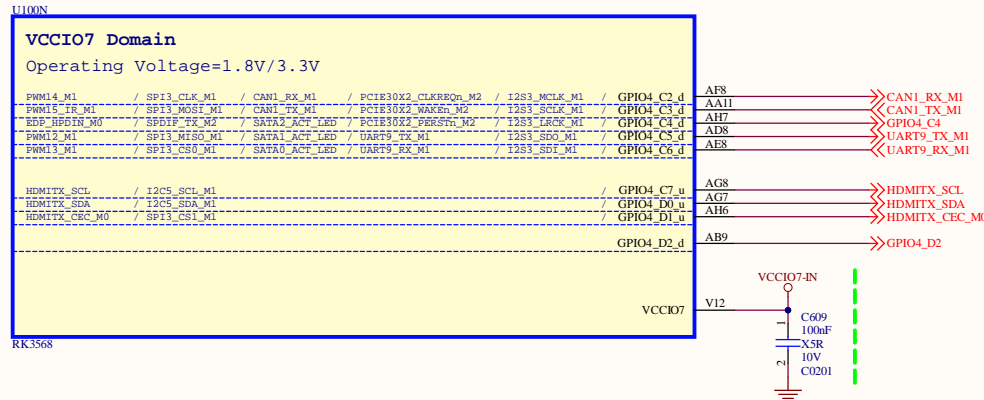 U100N
VCCIO7 Domain
Operating Voltage=1.8V/3.3V
PWM14_M1 / SPI3_CLK_M1 / CAN1_RX_M1 / PCIE30X2_CLKREQn_M2 / I2S3_MCLK_M1 / GPIO4_C2_d AF8 CAN1_RX_M1
PWM15_IR_M1 / SPI3_MOSI_M1 / CAN1_TX_M1 / PCIE30X2_WAKEn_M2 / I2S3_SCLK_M1 / GPIO4_C3_d AA11 CAN1_TX_M1
EDP_HPDIN_M0 / SPDIF_TX_M2 / SATA2_ACT_LED / PCIE30X2_PERSTn_M2 / I2S3_LRCK_M1 / GPIO4_C4_d AH7 GPIO4_C4
PWM12_M1 / SPI3_MISO_M1 / SATA1_ACT_LED / UART9_TX_M1 / I2S3_SDO_M1 / GPIO4_C5_d AD8 UART9_TX_M1
PWM13_M1 / SPI3_CS0_M1 / SATA0_ACT_LED / UART9_RX_M1 / I2S3_SDI_M1 / GPIO4_C6_d AE8 UART9_RX_M1
HDMITX_SCL / I2C5_SCL_M1 / GPIO4_C7_u AG8 HDMITX_SCL
HDMITX_SDA / I2C5_SDA_M1 / GPIO4_D0_u AG7 HDMITX_SDA
HDMITX_CEC_M0 / SPI3_CS1_M1 / GPIO4_D1_u AH6 HDMITX_CEC_M0
GPIO4_D2_d AB9 GPIO4_D2
VCCIO7-IN
VCCIO7 V12
1 C609
100nF
X5R
2 10V
C0201
RK3568